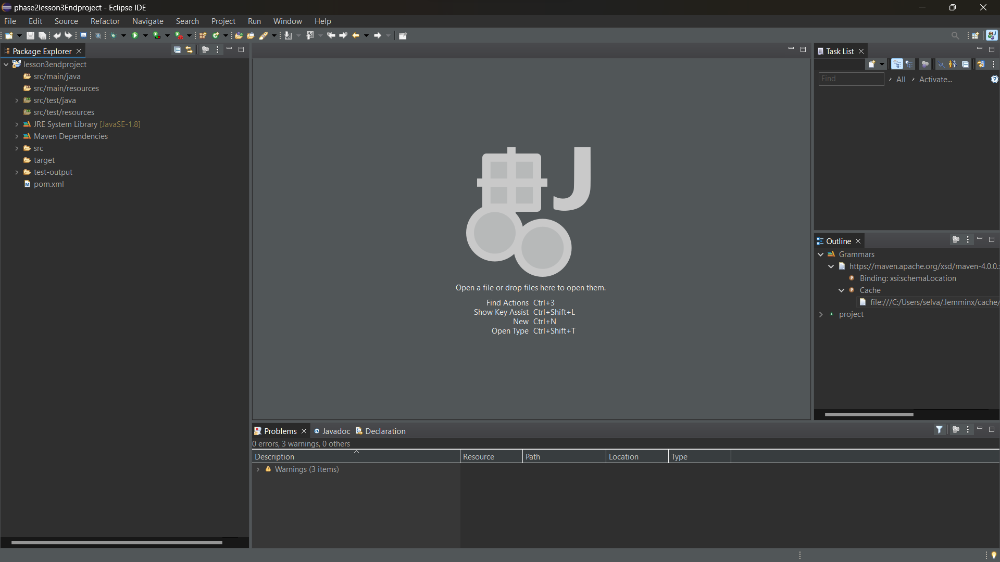 phase2lesson3Endproject - Eclipse IDE
File Edit Source Refactor Navigate Search Project Run Window Help
Package Explorer
lesson3endproject
src/main/java
src/main/resources
src/test/java
src/test/resources
JRE System Library [JavaSE-1.8]
Maven Dependencies
src
target
test-output
pom.xml
Open a file or drop files here to open them.
Find Actions Ctrl+3
Show Key Assist Ctrl+Shift+L
New Ctrl+N
Open Type Ctrl+Shift+T
Task List
Find All Activate...
Outline
Grammars
https://maven.apache.org/xsd/maven-4.0.0.
Binding: xsi:schemaLocation
Cache
file:///C:/Users/selva/.lemminx/cache/
project
Problems Javadoc Declaration
0 errors, 3 warnings, 0 others
Description Resource Path Location Type
Warnings (3 items)